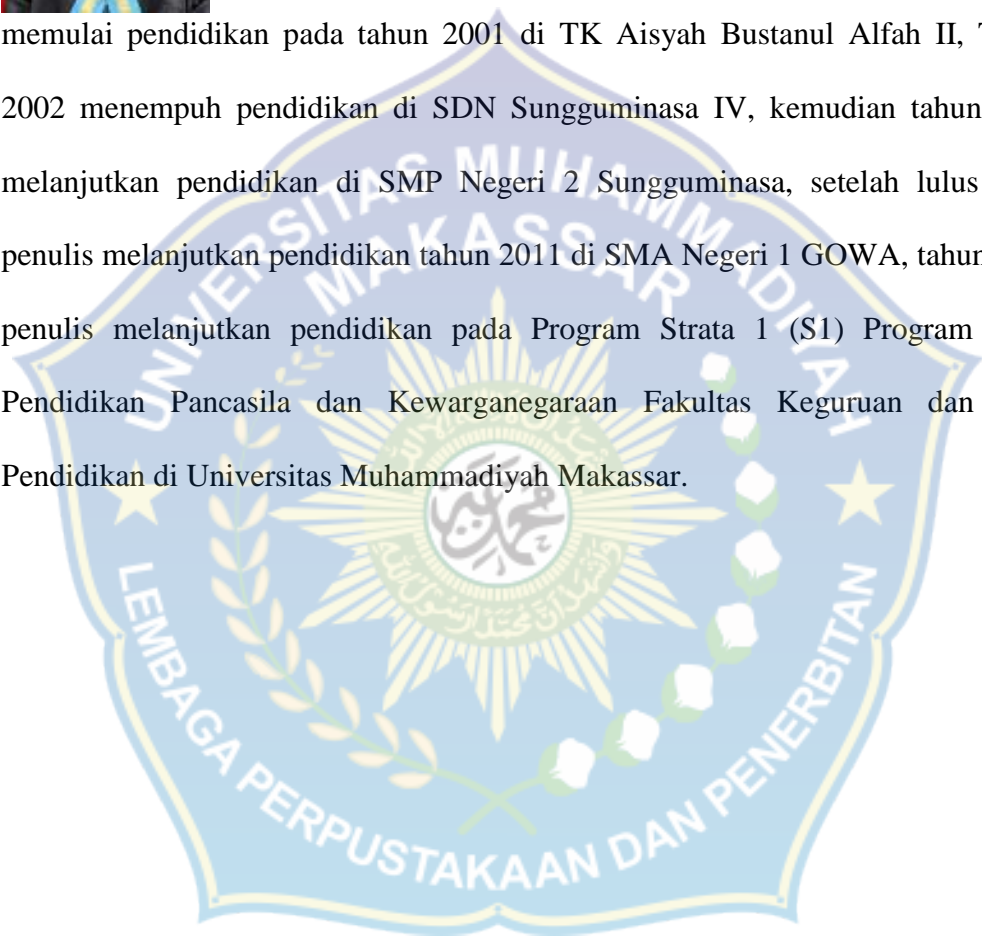 memulai pendidikan pada tahun 2001 di TK Aisyah Bustanul Alfah II, T
2002 menempuh pendidikan di SDN Sungguminasa IV, kemudian tahun
melanjutkan pendidikan di SMP Negeri 2 Sungguminasa, setelah lulus
penulis melanjutkan pendidikan tahun 2011 di SMA Negeri 1 GOWA, tahun
penulis melanjutkan pendidikan pada Program Strata 1 (S1) Program
Pendidikan Pancasila dan Kewarganegaraan Fakultas Keguruan dan
Pendidikan di Universitas Muhammadiyah Makassar.
UNIVERSITAS MUHAMMADIYAH
MAKASSAR
LEMBAGA PERPUSTAKAAN DAN PENERBITAN